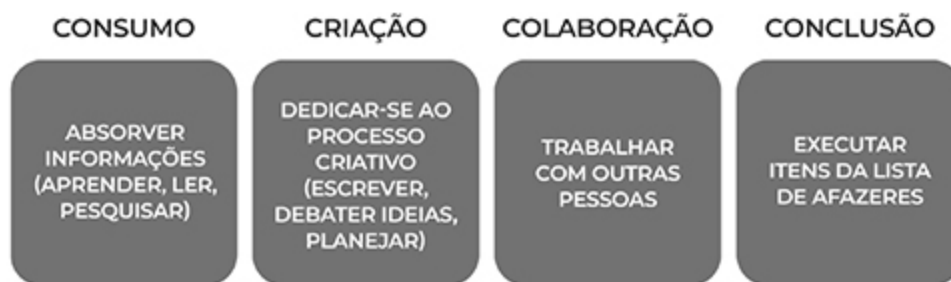 CONSUMO
ABSORVER
INFORMAÇÕES
(APRENDER, LER,
PESQUISAR)
CRIAÇÃO
DEDICAR-SE AO
PROCESSO
CRIATIVO
(ESCREVER,
DEBATER IDEIAS,
PLANEJAR)
COLABORAÇÃO
TRABALHAR
COM OUTRAS
PESSOAS
CONCLUSÃO
EXECUTAR
ITENS DA LISTA
DE AFAZERES